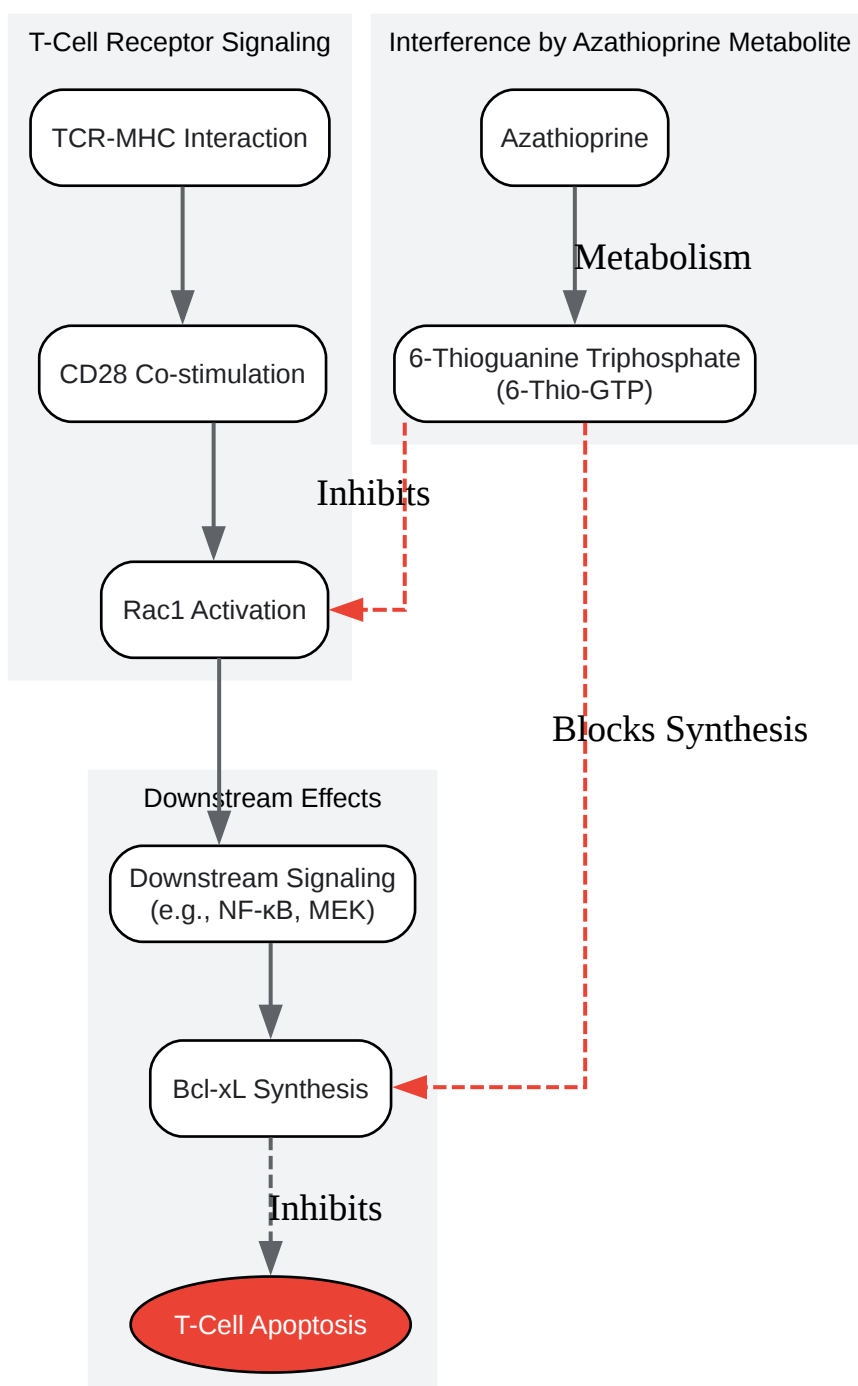 T-Cell Receptor Signaling
Interference by Azathioprine Metabolite
TCR-MHC Interaction
Azathioprine
Metabolism
CD28 Co-stimulation
6-Thioguanine Triphosphate
(6-Thio-GTP)
Inhibits
Rac1 Activation
Blocks Synthesis
Downstream Effects
Downstream Signaling
(e.g., NF-κB, MEK)
Bcl-xL Synthesis
Inhibits
T-Cell Apoptosis